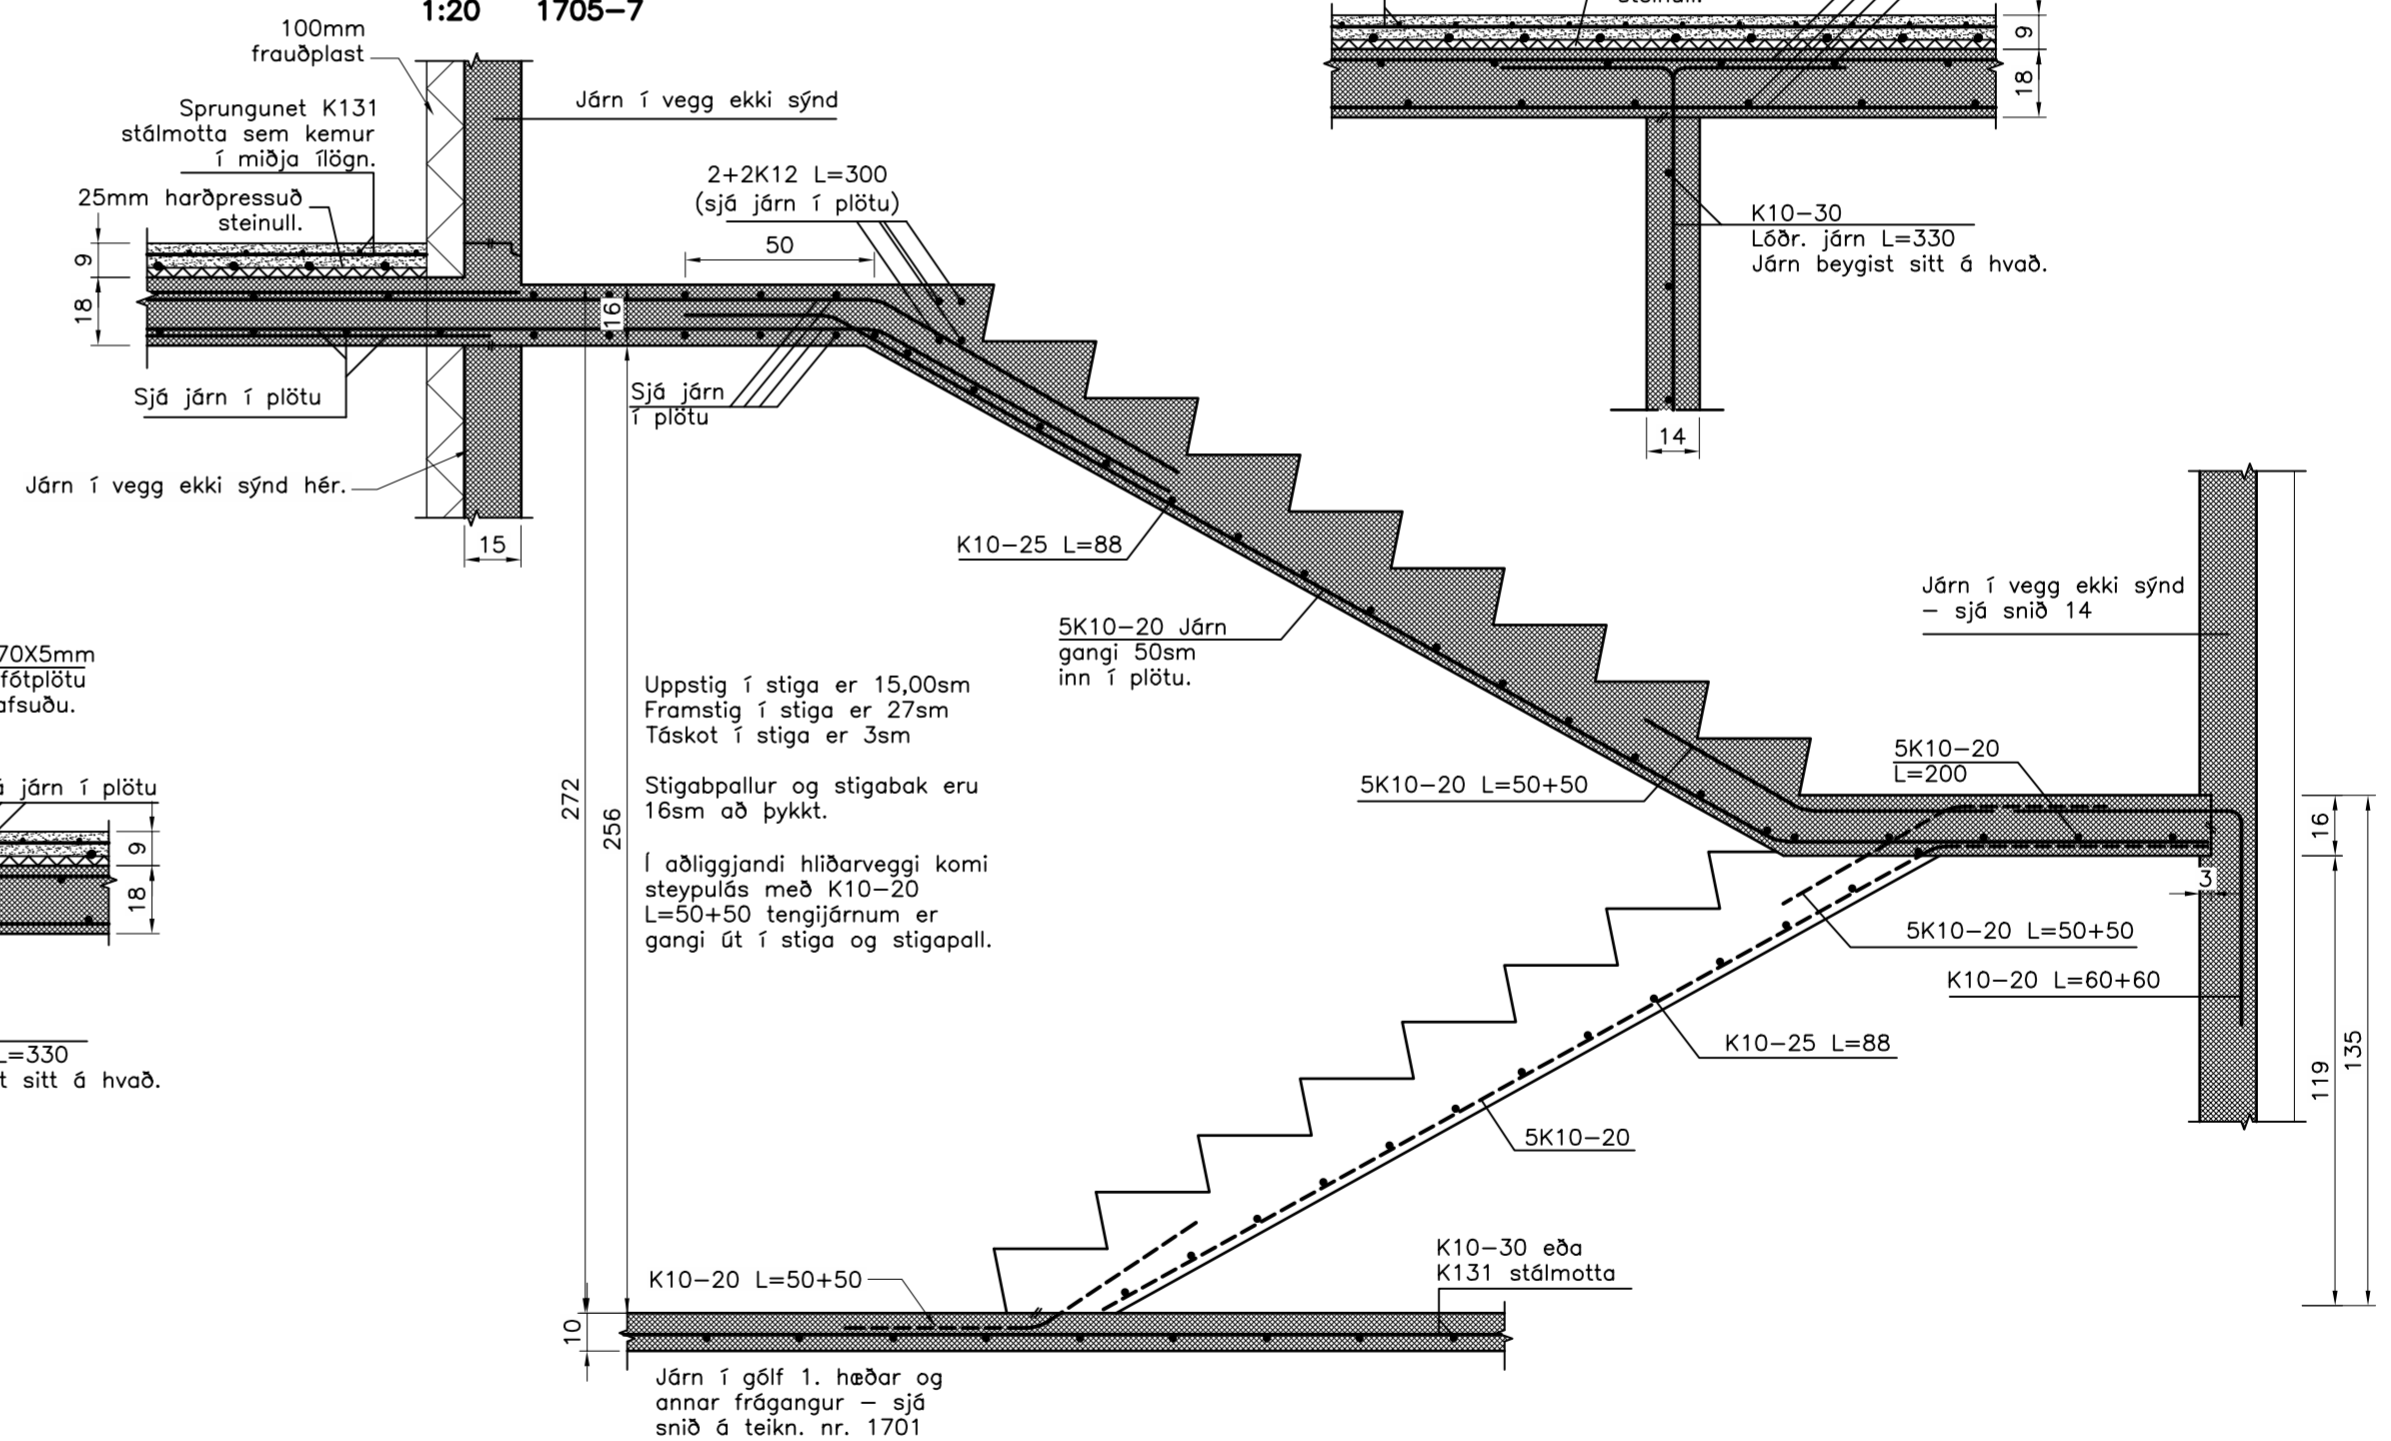 1:20 1705-7
100mm
frauðplast
Sprungunet K131
stálmotta sem kemur
í miðja ílögn.
25mm harðpressuð
steinull.
9
18
Sjá járn í plötu
Járn í vegg ekki sýnd hér.
15
Járn í vegg ekki sýnd
2+2K12 L=300
(sjá járn í plötu)
50
16
Sjá járn
í plötu
K10-25 L=88
5K10-20 Járn
gangi 50sm
inn í plötu.
steinull.
9
18
K10-30
Lóðr. járn L=330
Járn beygist sitt á hvað.
14
Járn í vegg ekki sýnd
- sjá snið 14
70X5mm
fótplötu
afsuðu.
járn í plötu
9
18
L=330
t sitt á hvað.
272
256
Uppstig í stiga er 15,00sm
Framstig í stiga er 27sm
Táskot í stiga er 3sm
Stigabpallur og stigabak eru
16sm að þykkt.
Í aðliggjandi hliðarveggi komi
steypulás með K10-20
L=50+50 tengijárnum er
gangi út í stiga og stigapall.
5K10-20 L=50+50
5K10-20
L=200
16
3
5K10-20 L=50+50
K10-20 L=60+60
K10-25 L=88
119
135
5K10-20
K10-20 L=50+50
K10-30 eða
K131 stálmotta
10
Járn í gólf 1. hæðar og
annar frágangur - sjá
snið á teikn. nr. 1701